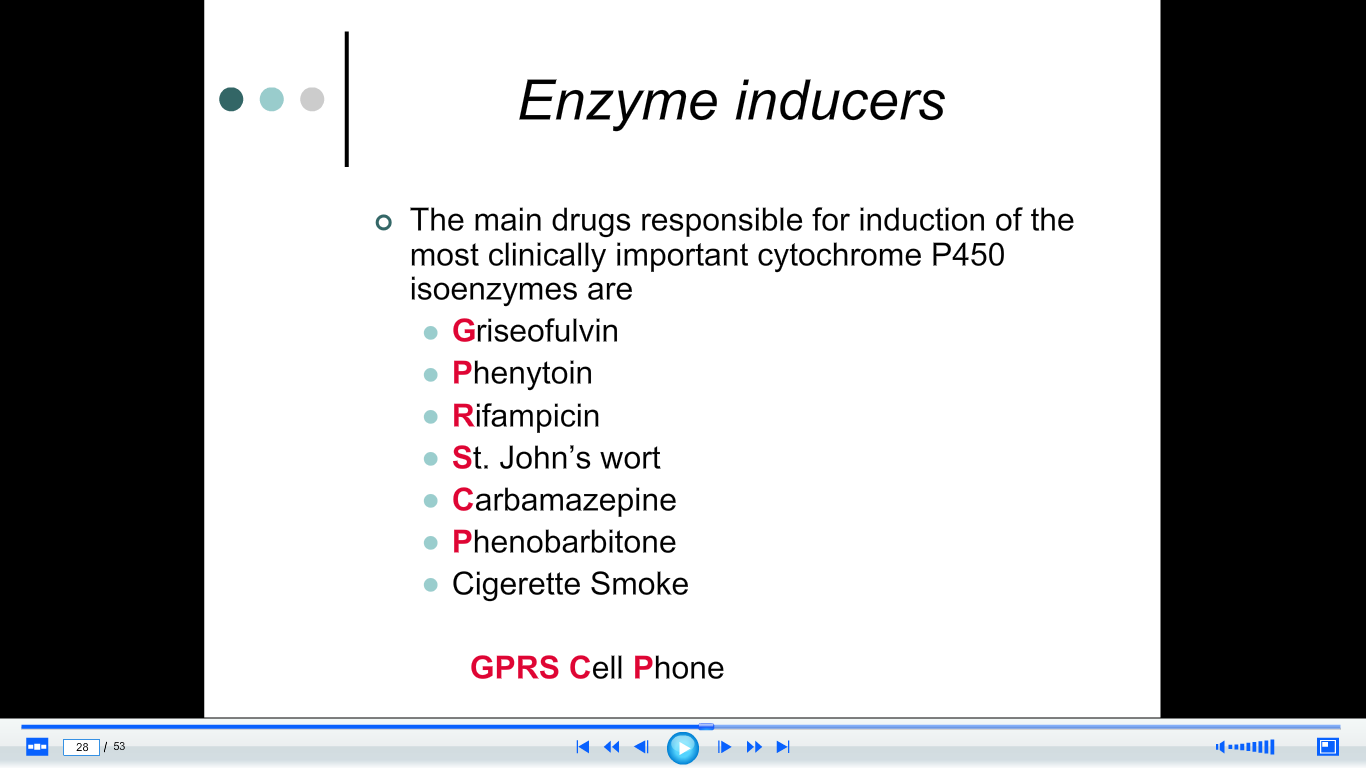 Enzyme inducers
The main drugs responsible for induction of the
most clinically important cytochrome P450
isoenzymes are
Griseofulvin
Phenytoin
Rifampicin
St. John’s wort
Carbamazepine
Phenobarbitone
Cigerette Smoke
GPRS Cell Phone
28 / 53